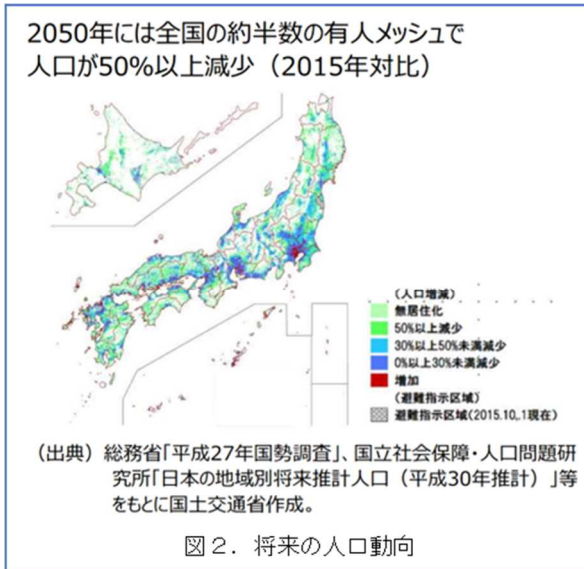 2050年には全国の約半数の有人メッシュで
人口が50%以上減少（2015年対比）
(人口増減)
無居住化
50%以上減少
30%以上50%未満減少
0%以上30%未満減少
増加
(避難指示区域)
避難指示区域(2015.10.1現在)
（出典）総務省「平成27年国勢調査」、国立社会保障・人口問題研
究所「日本の地域別将来推計人口（平成30年推計）」等
をもとに国土交通省作成。
図２．将来の人口動向